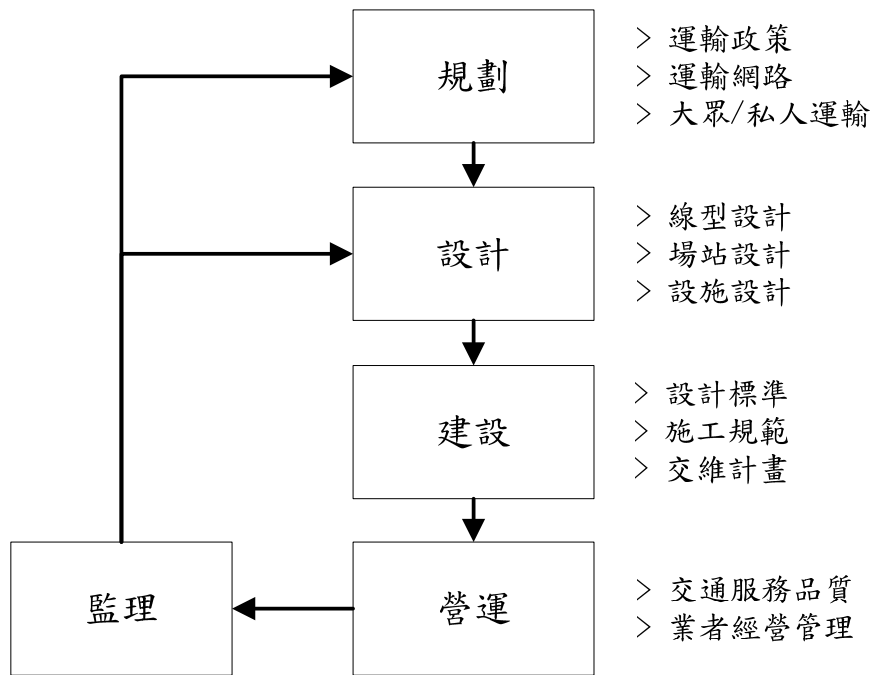 規劃
> 運輸政策
> 運輸網路
> 大眾/私人運輸
設計
> 線型設計
> 場站設計
> 設施設計
建設
> 設計標準
> 施工規範
> 交維計畫
監理
營運
> 交通服務品質
> 業者經營管理